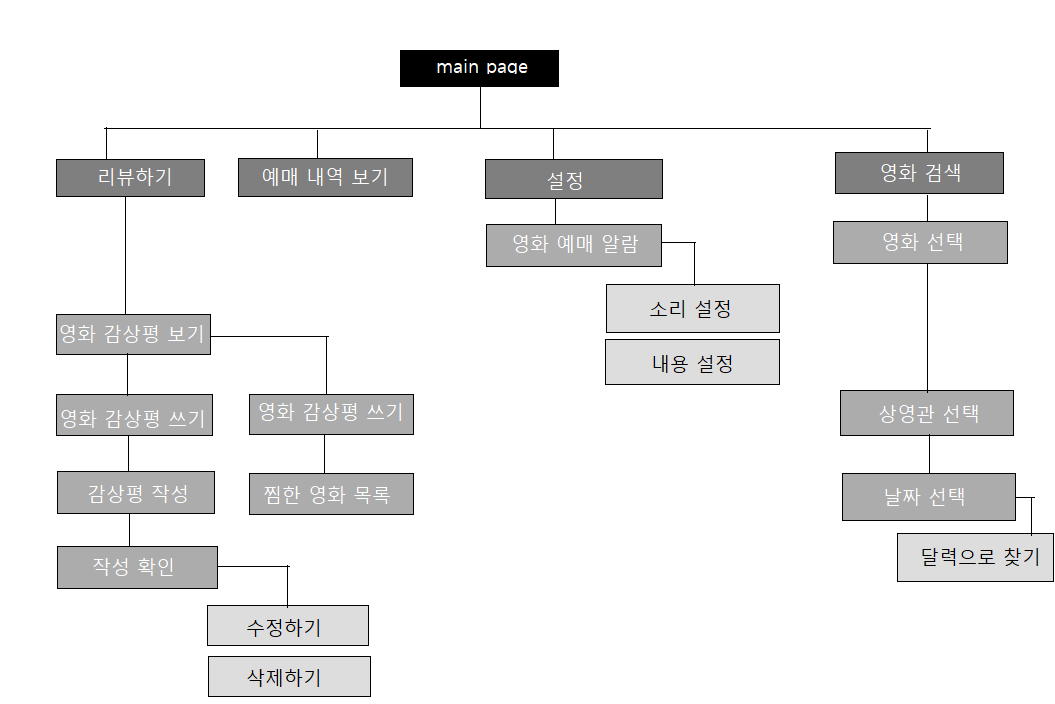 main page
리뷰하기
예매 내역 보기
설정
영화 검색
영화 예매 알람
영화 선택
소리 설정
영화 감상평 보기
내용 설정
영화 감상평 쓰기
영화 감상평 쓰기
상영관 선택
감상평 작성
찜한 영화 목록
날짜 선택
작성 확인
달력으로 찾기
수정하기
삭제하기